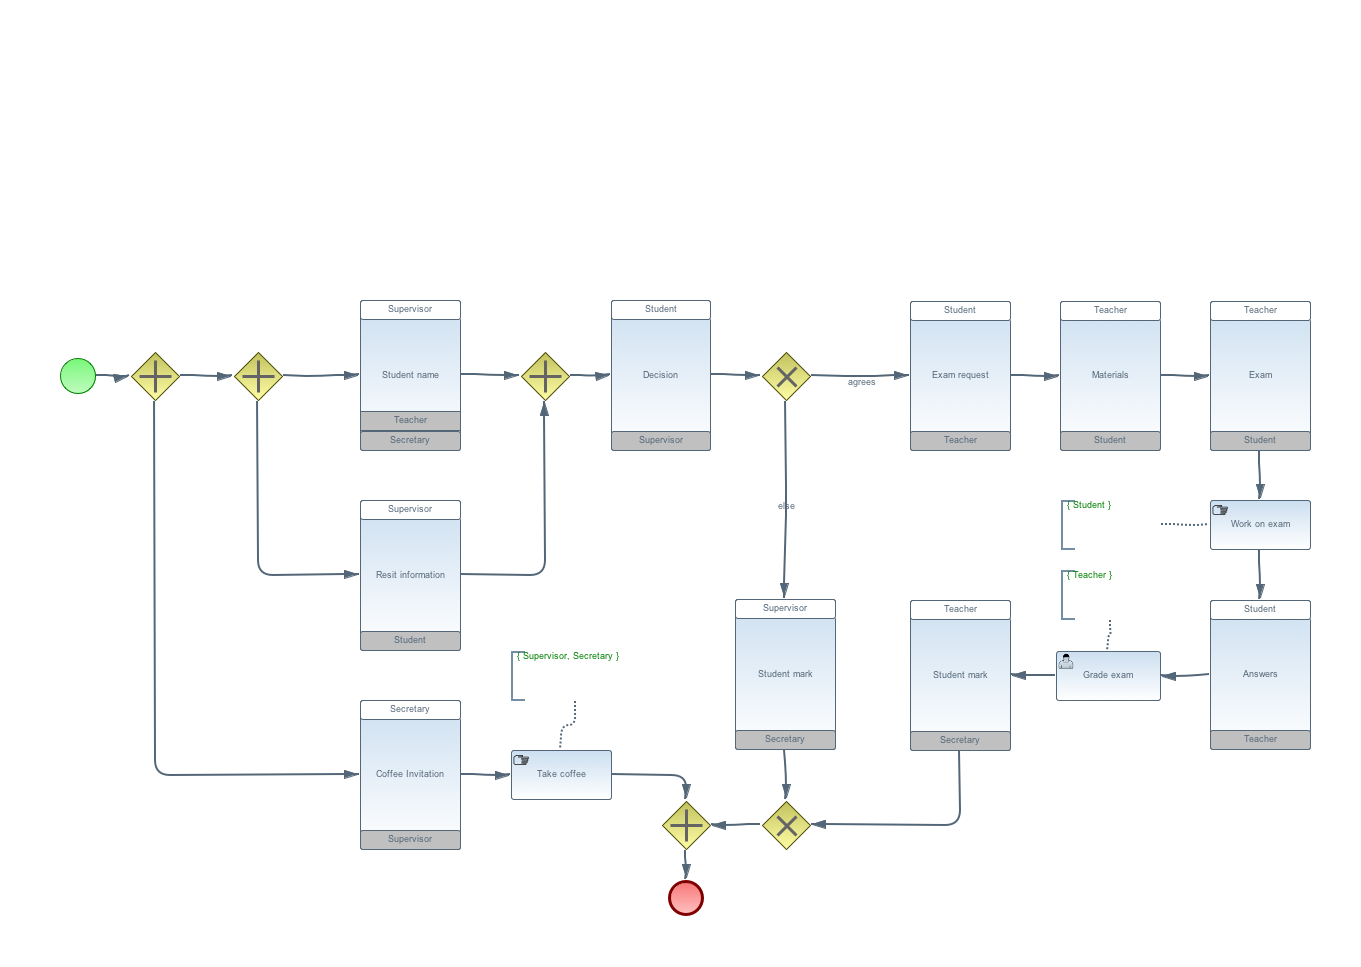 Supervisor
Student name
Teacher
Secretary
Student
Decision
Supervisor
agrees
Student
Exam request
Teacher
Teacher
Materials
Student
Teacher
Exam
Student
Supervisor
Resit information
Student
else
{ Student }
Work on exam
{ Teacher }
Supervisor
Student mark
Secretary
Teacher
Student mark
Secretary
Grade exam
Student
Answers
Teacher
{ Supervisor, Secretary }
Secretary
Coffee Invitation
Supervisor
Take coffee